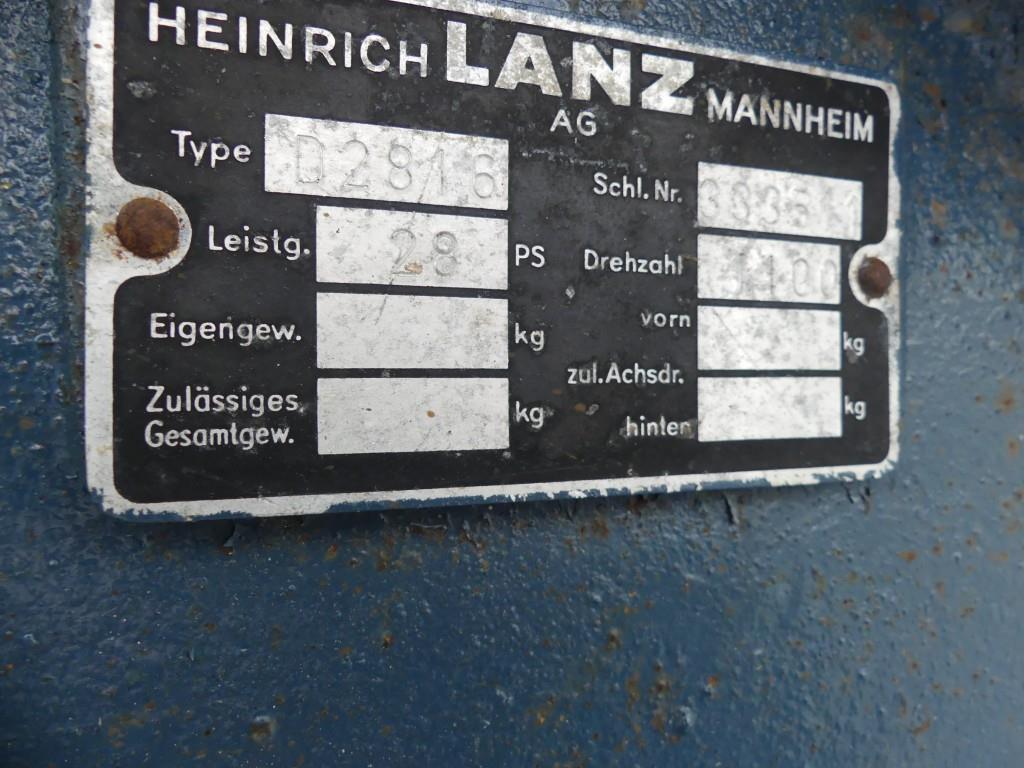 HEINRICH LANZ MANNHEIM
AG
Type D2816
Schl. Nr.
Leistg. 28 PS
Drehzahl 1100
Eigengew. kg
vorn kg
zul. Achsdr.
Zulässiges
Gesamtgew. kg
hinten kg